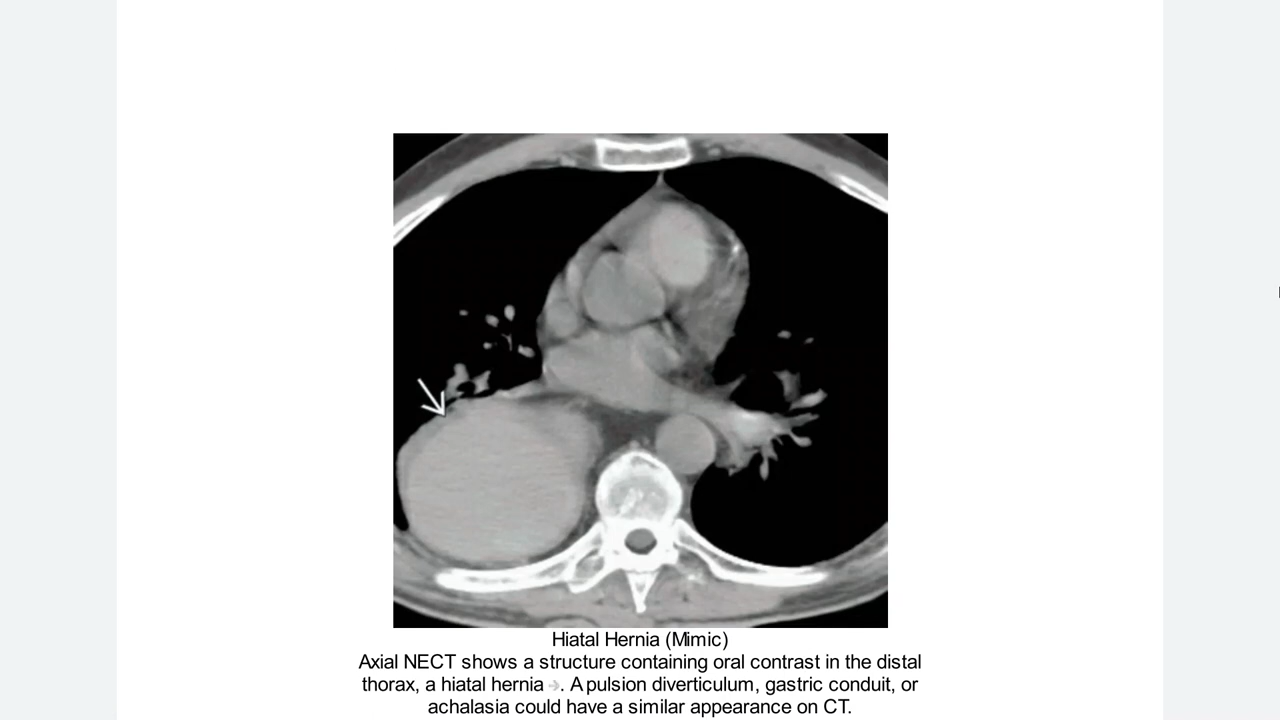 Hiatal Hernia (Mimic)
Axial NECT shows a structure containing oral contrast in the distal
thorax, a hiatal hernia ➔. A pulsion diverticulum, gastric conduit, or
achalasia could have a similar appearance on CT.